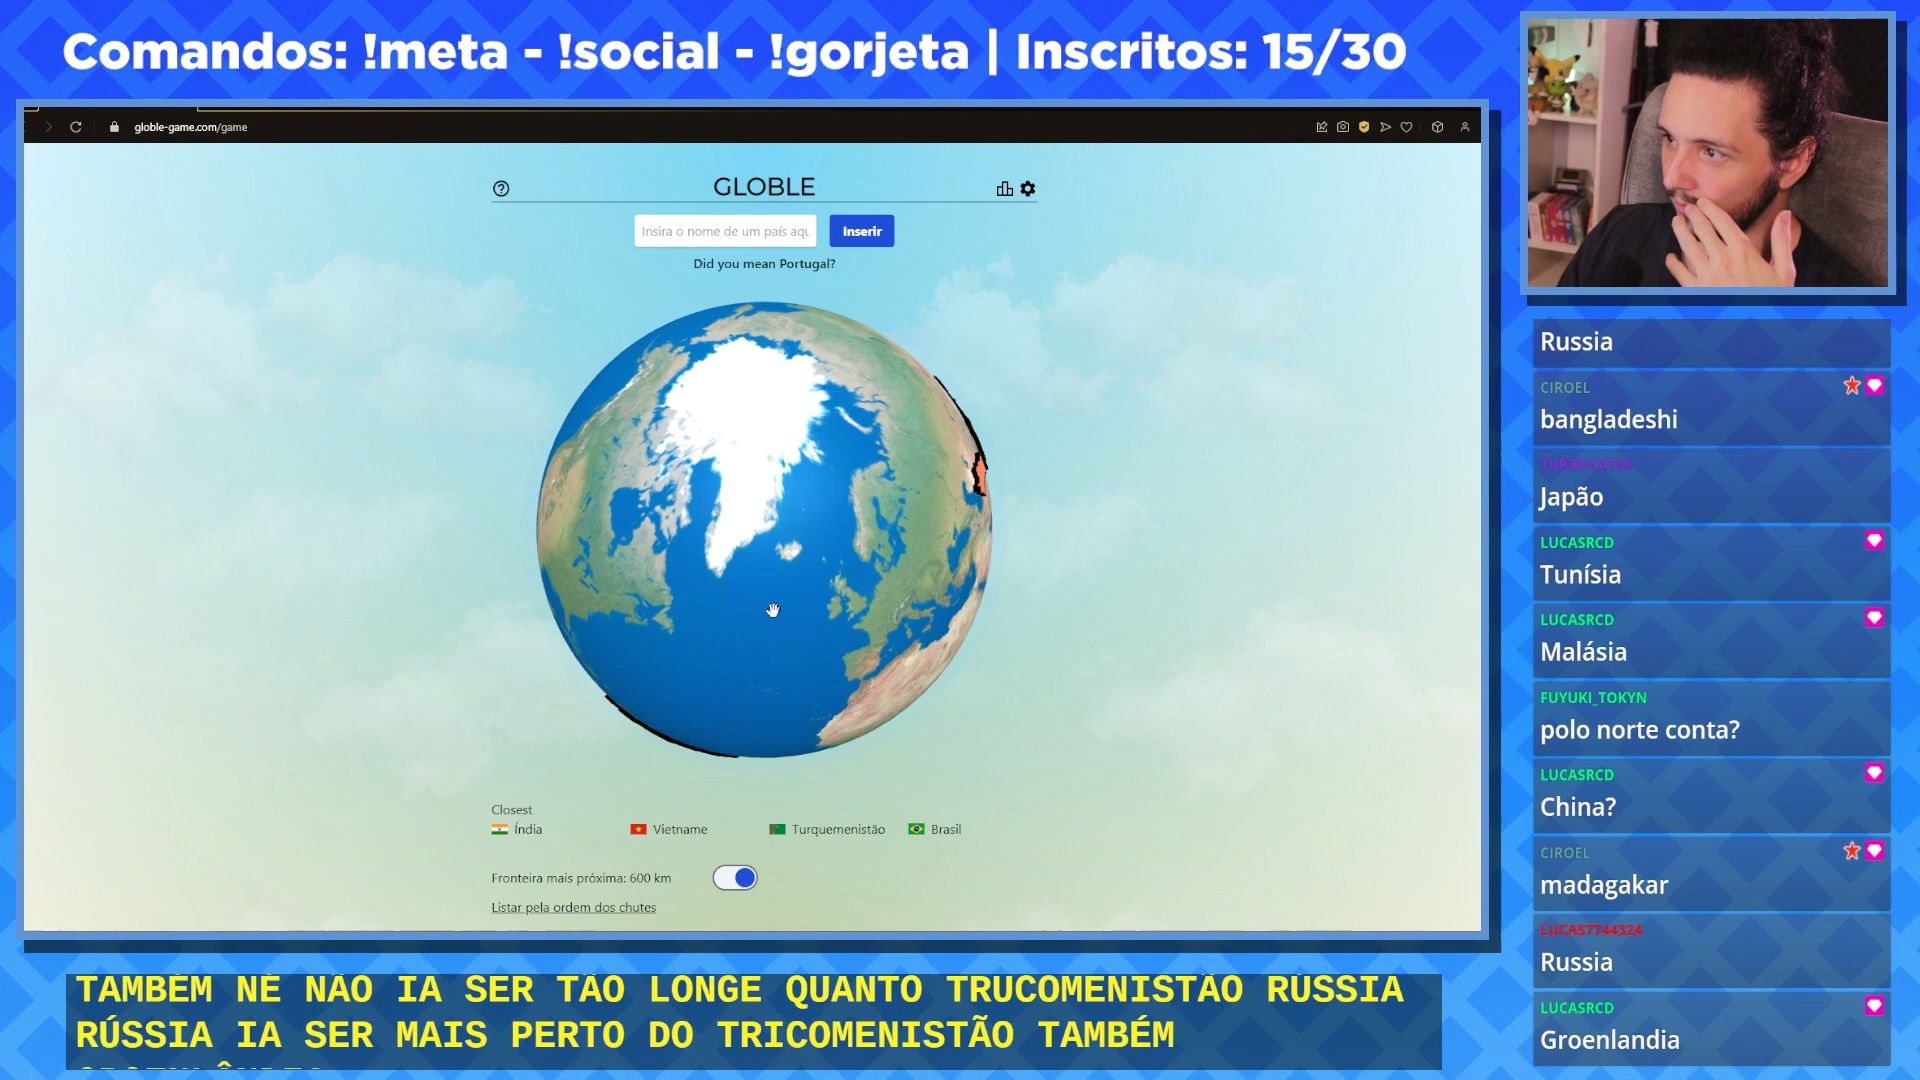 Comandos: !meta - !social - !gorjeta | Inscritos: 15/30
globle-game.com/game
GLOBLE
Insira o nome de um país aqu
Inserir
Did you mean Portugal?
Closest
Índia
Vietname
Turquemenistão
Brasil
Fronteira mais próxima: 600 km
Listar pela ordem dos chutes
Russia
CIROEL
bangladeshi
Japão
LUCASRCD
Tunísia
LUCASRCD
Malásia
FUYUKI_TOKYN
polo norte conta?
LUCASRCD
China?
CIROEL
madagakar
LUCAS7744324
Russia
LUCASRCD
Groenlandia
TAMBÉM NÉ NÃO IA SER TÃO LONGE QUANTO TRUCOMENISTÃO RÚSSIA
RÚSSIA IA SER MAIS PERTO DO TRICOMENISTÃO TAMBÉM